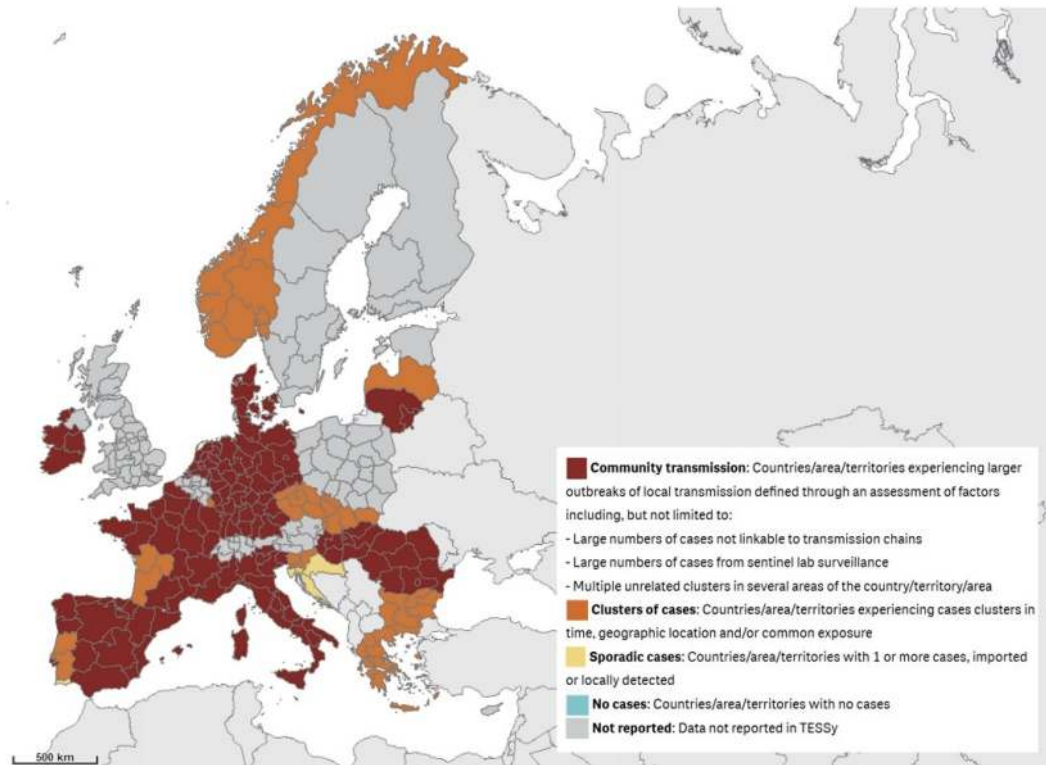 Community transmission: Countries/area/territories experiencing larger
outbreaks of local transmission defined through an assessment of factors
including, but not limited to:
- Large numbers of cases not linkable to transmission chains
- Large numbers of cases from sentinel lab surveillance
- Multiple unrelated clusters in several areas of the country/territory/area
Clusters of cases: Countries/area/territories experiencing cases clusters in
time, geographic location and/or common exposure
Sporadic cases: Countries/area/territories with 1 or more cases, imported
or locally detected
No cases: Countries/area/territories with no cases
Not reported: Data not reported in TESSy
500 km